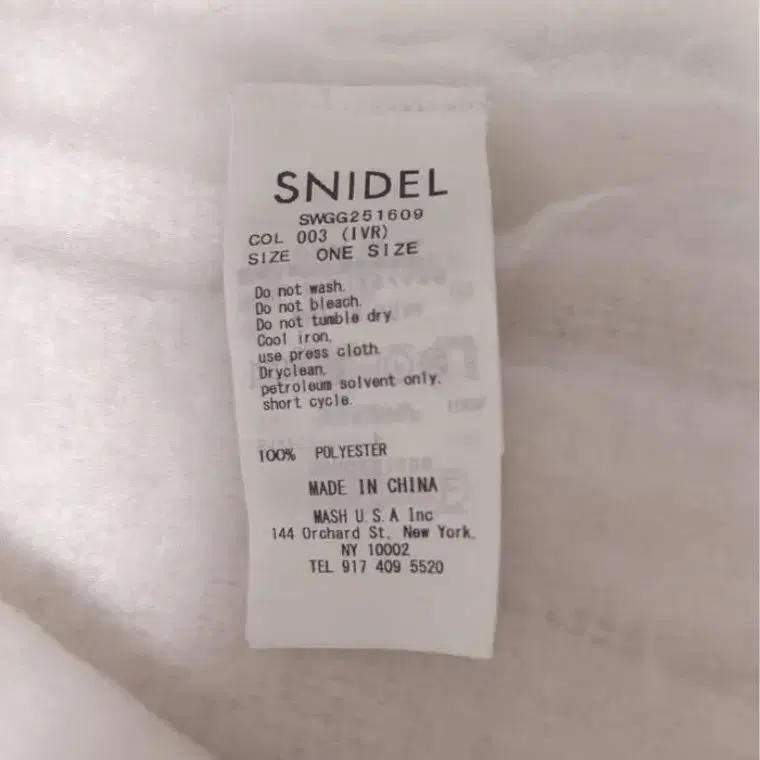 SNIDEL
SWGG251609
COL 003 (IVR)
SIZE ONE SIZE
Do not wash.
Do not bleach.
Do not tumble dry
Cool iron,
use press cloth
Dryclean,
petroleum solvent only.
short cycle.
100% POLYESTER
MADE IN CHINA
MASH U.S.A Inc
144 Orchard St, New York,
NY 10002
TEL 917 409 5520